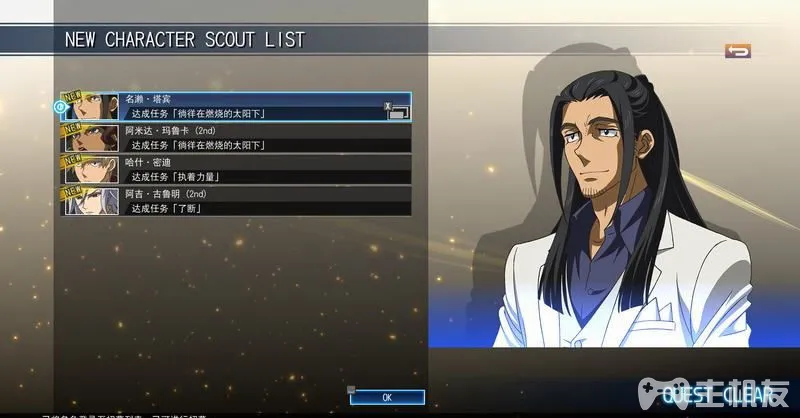 NEW CHARACTER SCOUT LIST
NEW
名瀬・塔宾
达成任务「徜徉在燃烧的太阳下」
X
NEW
阿米达・玛鲁卡 (2nd)
达成任务「徜徉在燃烧的太阳下」
NEW
哈什・密迪
达成任务「执着力量」
NEW
阿吉・古鲁明 (2nd)
达成任务「了断」
OK
QUEST CLEAR
主机友